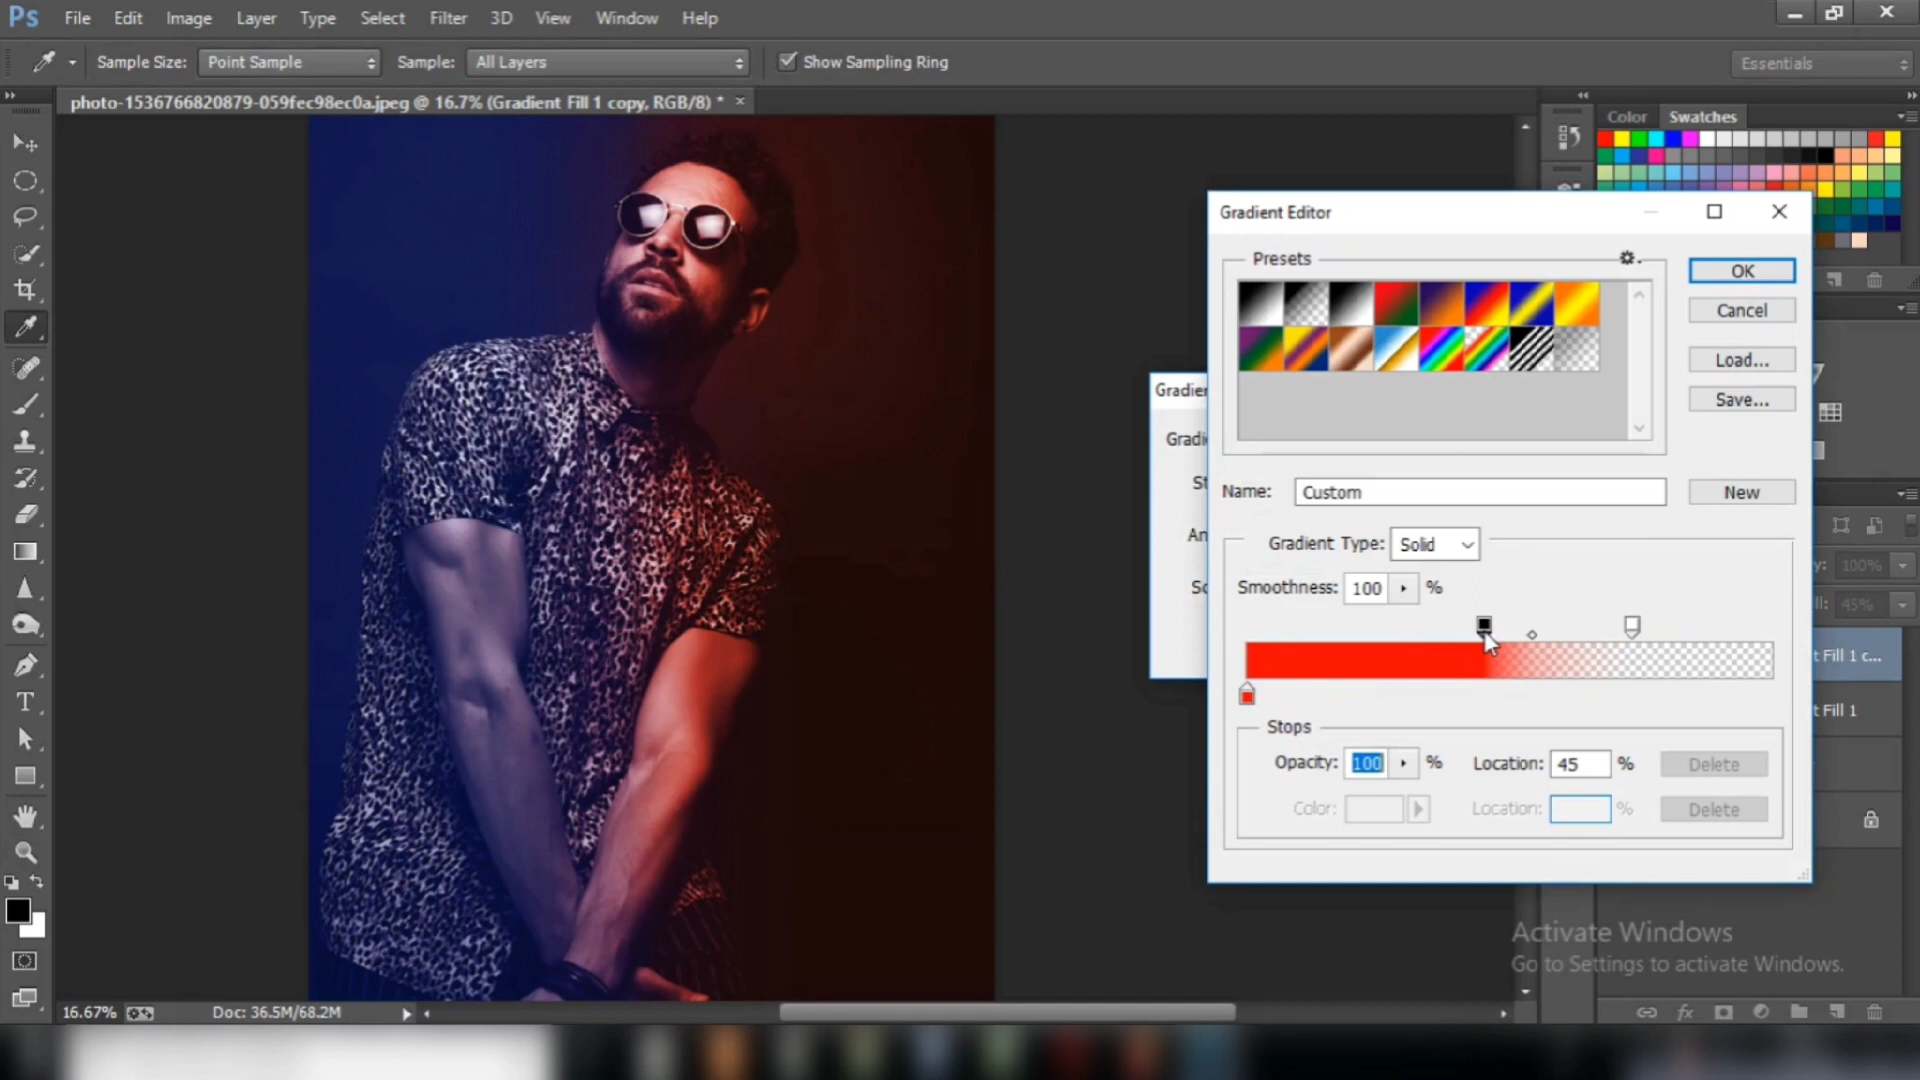 Ps File Edit Image Layer Type Select Filter 3D View Window Help
Sample Size: Point Sample Sample: All Layers Show Sampling Ring Essentials
photo-1536766820879-059fec98ec0a.jpeg @ 16.7% (Gradient Fill 1 copy, RGB/8) * ×
Color Swatches
Gradient Editor
Presets
OK
Cancel
Load...
Save...
Gradie
Gradi
St
An
Sc
Name: Custom New
Gradient Type: Solid
Smoothness: 100 %
y: 100%
ll: 45%
t Fill 1 c...
t Fill 1
Stops
Opacity: 100 % Location: 45 % Delete
Color: Location: % Delete
T
Activate Windows
Go to Settings to activate Windows.
16.67% Doc: 36.5M/68.2M
fx